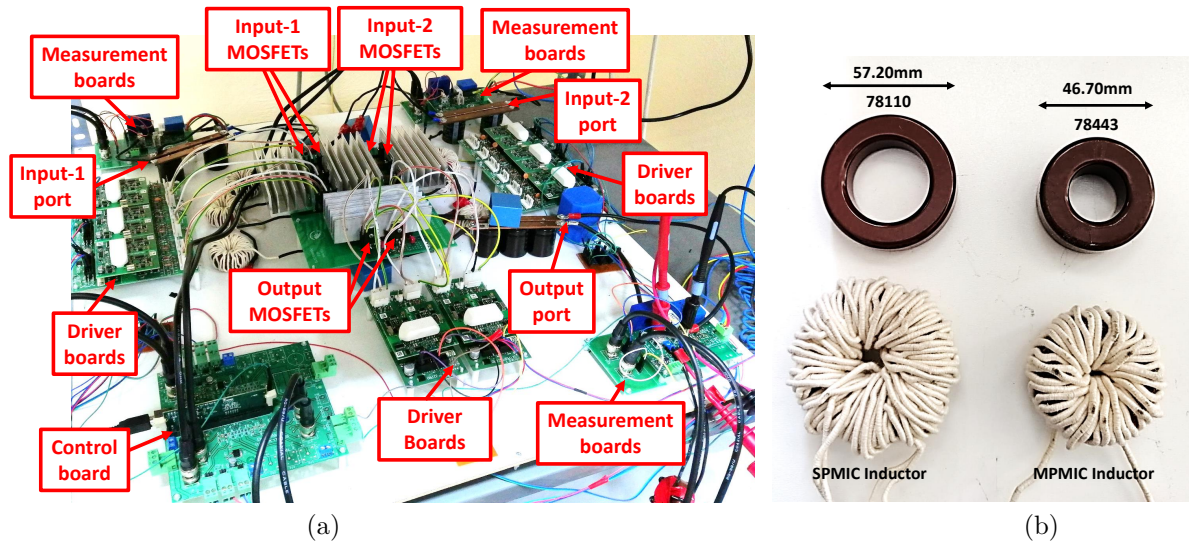 Input-1
MOSFETs
Input-2
MOSFETs
Measurement
boards
Measurement
boards
Input-2
port
Input-1
port
Driver
boards
Output
MOSFETs
Output
port
Driver
boards
Driver
Boards
Measurement
boards
Control
board
(a)
57.20mm
78110
46.70mm
78443
SPMIC Inductor
MPMIC Inductor
(b)